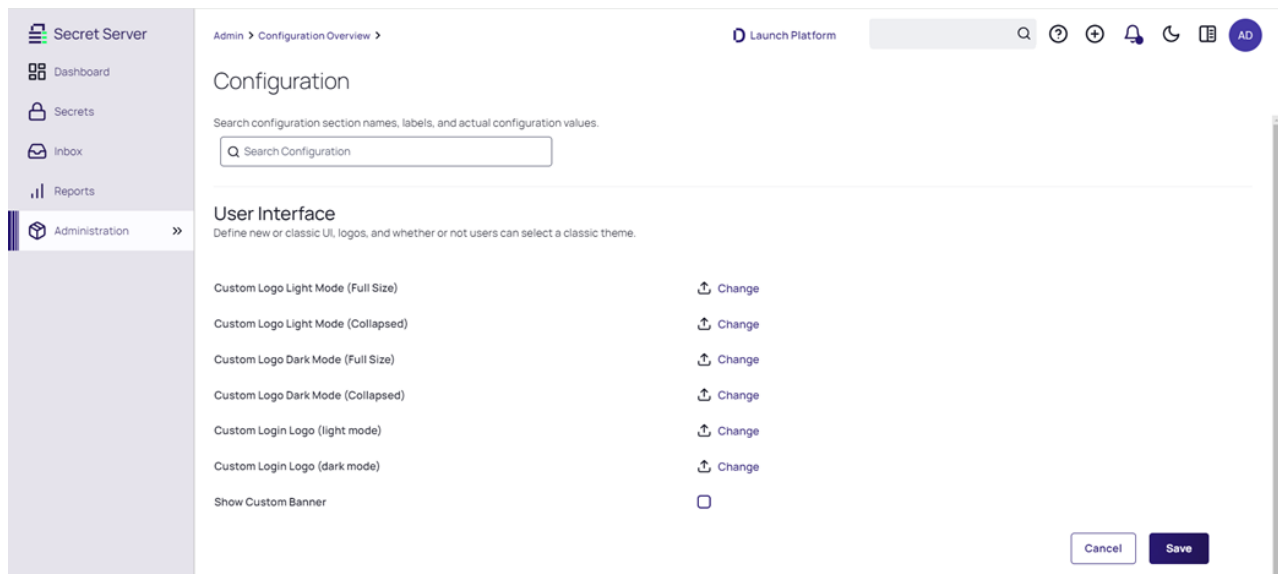 Secret Server
Admin > Configuration Overview >
Launch Platform
AD
Dashboard
Secrets
Inbox
Reports
Administration
Configuration
Search configuration section names, labels, and actual configuration values.
Search Configuration
User Interface
Define new or classic UI, logos, and whether or not users can select a classic theme.
Custom Logo Light Mode (Full Size) Change
Custom Logo Light Mode (Collapsed) Change
Custom Logo Dark Mode (Full Size) Change
Custom Logo Dark Mode (Collapsed) Change
Custom Login Logo (light mode) Change
Custom Login Logo (dark mode) Change
Show Custom Banner
Cancel Save